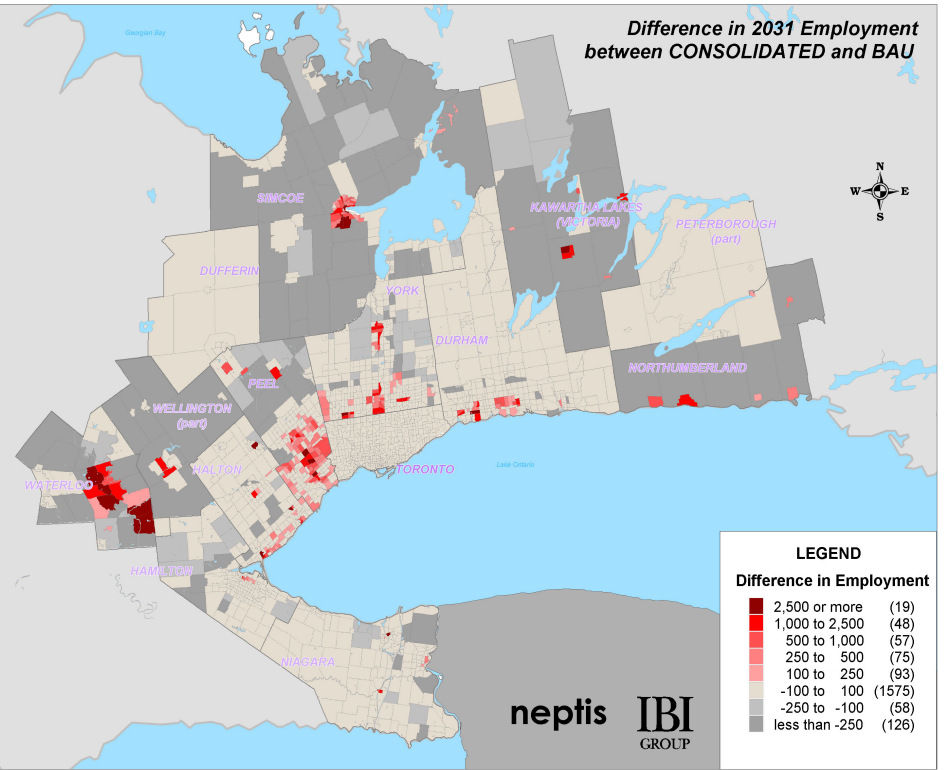 Difference in 2031 Employment
between CONSOLIDATED and BAU
Georgian Bay
N
W E
S
SIMCOE
KAWARTHA LAKES
(VICTORIA)
PETERBOROUGH
(part)
DUFFERIN
YORK
DURHAM
NORTHUMBERLAND
PEEL
WELLINGTON
(part)
HALTON
TORONTO
Lake Ontario
WATERLOO
HAMILTON
NIAGARA
LEGEND
Difference in Employment
2,500 or more (19)
1,000 to 2,500 (48)
500 to 1,000 (57)
250 to 500 (75)
100 to 250 (93)
-100 to 100 (1575)
-250 to -100 (58)
less than -250 (126)
neptis IBI
GROUP